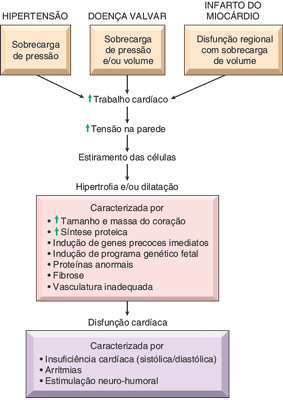 HIPERTENSÃO
DOENÇA VALVAR
INFARTO DO
MIOCÁRDIO
Sobrecarga
de pressão
Sobrecarga
de pressão
e/ou volume
Disfunção regional
com sobrecarga
de volume
↑Trabalho cardíaco
↑Tensão na parede
Estiramento das células
Hipertrofia e/ou dilatação
Caracterizada por
• ↑Tamanho e massa do coração
• ↑Síntese proteica
• Indução de genes precoces imediatos
• Indução de programa genético fetal
• Proteínas anormais
• Fibrose
• Vasculatura inadequada
Disfunção cardíaca
Caracterizada por
• Insuficiência cardíaca (sistólica/diastólica)
• Arritmias
• Estimulação neuro-humoral